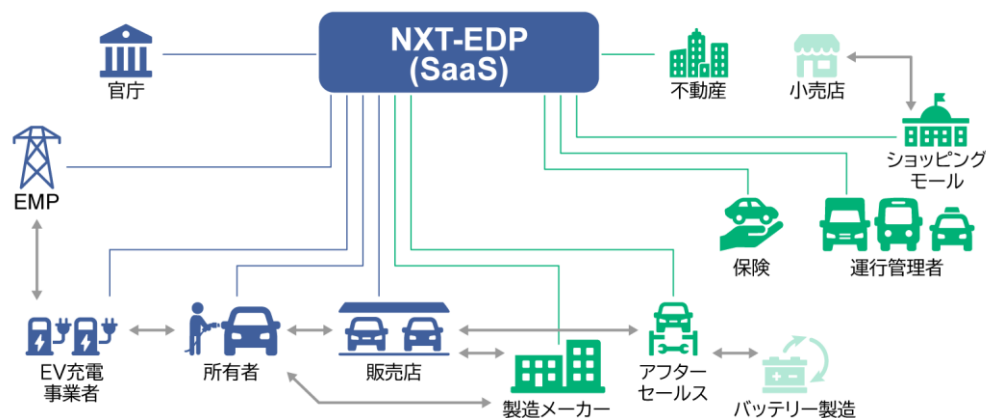 NXT-EDP
(SaaS)
官庁
不動産
小売店
ショッピング
モール
EMP
保険
運行管理者
EV充電
事業者
所有者
販売店
製造メーカー
アフター
セールス
バッテリー製造